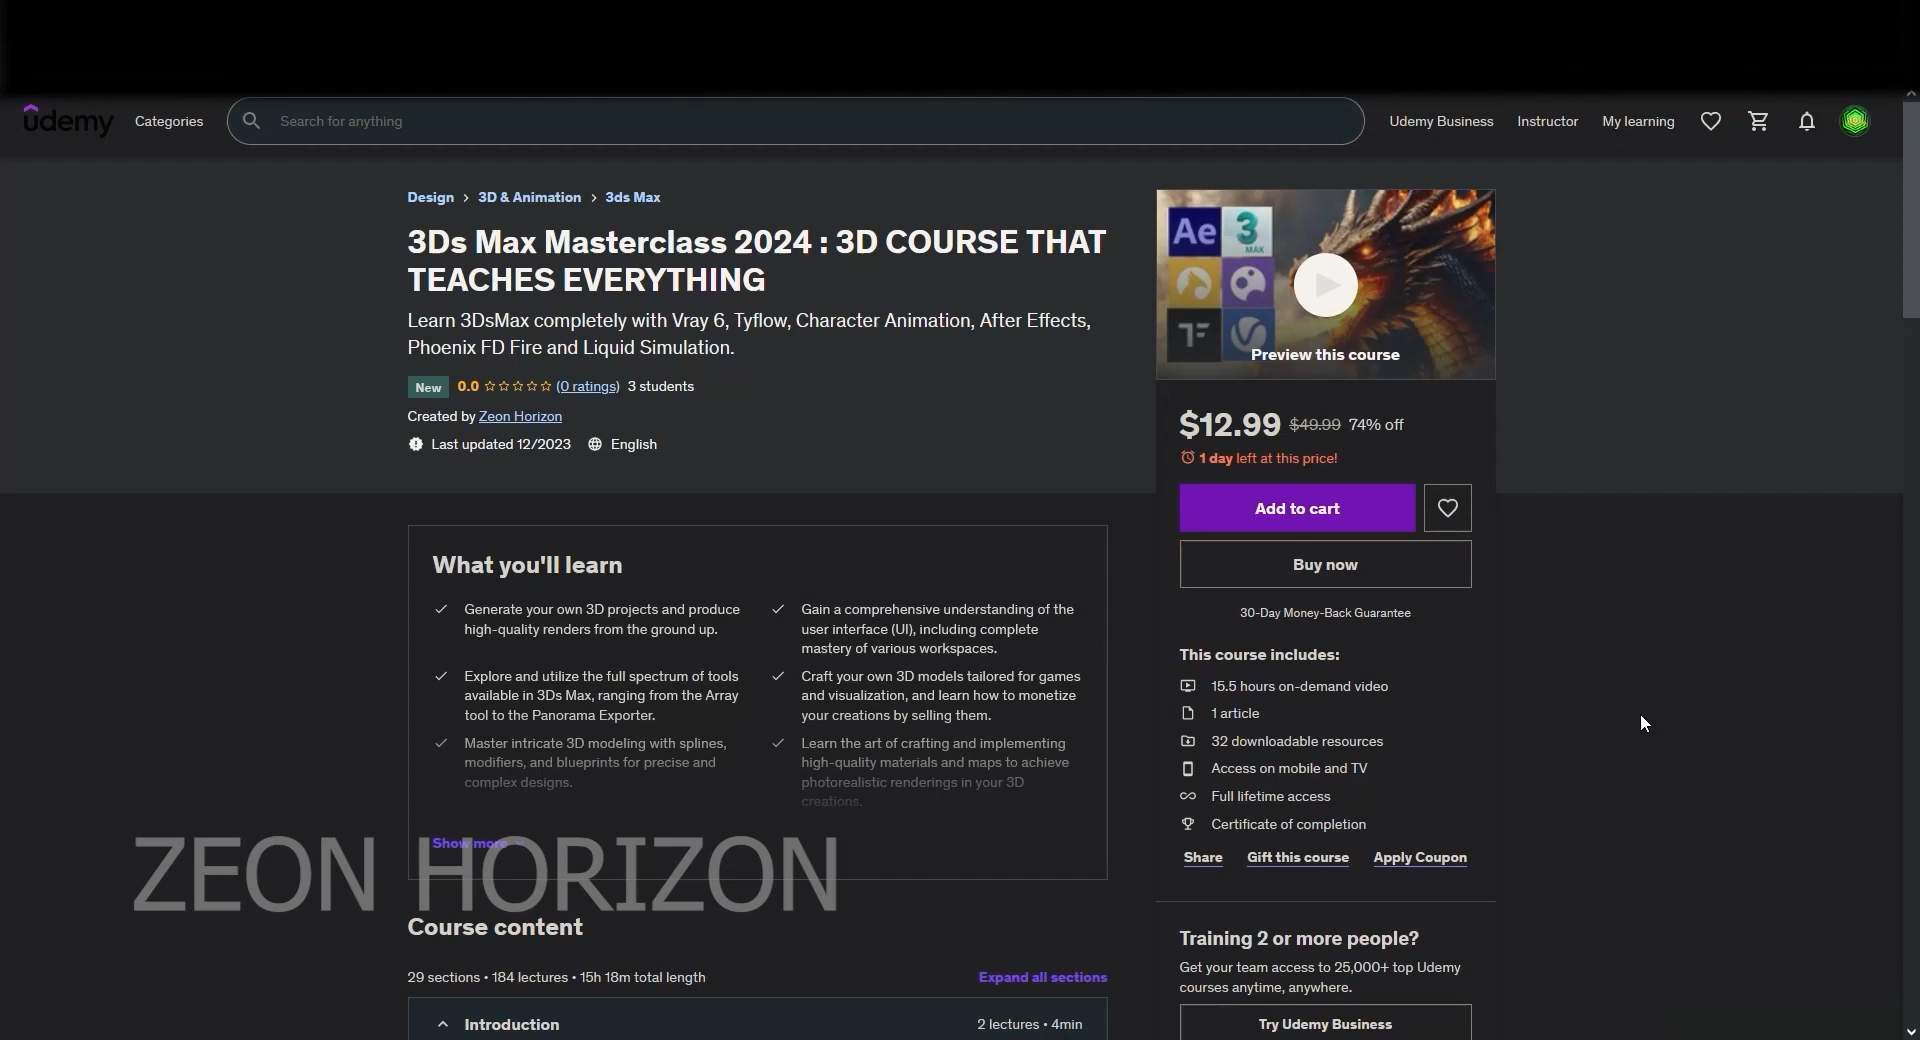 udemy
Categories
Search for anything
Udemy Business
Instructor
My learning
Design > 3D & Animation > 3ds Max
3Ds Max Masterclass 2024 : 3D COURSE THAT
TEACHES EVERYTHING
Learn 3DsMax completely with Vray 6, Tyflow, Character Animation, After Effects,
Phoenix FD Fire and Liquid Simulation.
New 0.0 (0 ratings) 3 students
Created by Zeon Horizon
Last updated 12/2023 English
Ae
3
MAX
TF
Preview this course
$12.99 $49.99 74% off
1 day left at this price!
Add to cart
Buy now
30-Day Money-Back Guarantee
This course includes:
15.5 hours on-demand video
1 article
32 downloadable resources
Access on mobile and TV
Full lifetime access
Certificate of completion
Share Gift this course Apply Coupon
Training 2 or more people?
Get your team access to 25,000+ top Udemy
courses anytime, anywhere.
Try Udemy Business
What you'll learn
Generate your own 3D projects and produce
high-quality renders from the ground up.
Gain a comprehensive understanding of the
user interface (UI), including complete
mastery of various workspaces.
Explore and utilize the full spectrum of tools
available in 3Ds Max, ranging from the Array
tool to the Panorama Exporter.
Craft your own 3D models tailored for games
and visualization, and learn how to monetize
your creations by selling them.
Master intricate 3D modeling with splines,
modifiers, and blueprints for precise and
complex designs.
Learn the art of crafting and implementing
high-quality materials and maps to achieve
photorealistic renderings in your 3D
creations.
Show more
ZEON HORIZON
Course content
29 sections • 184 lectures • 15h 18m total length
Expand all sections
Introduction
2 lectures • 4min